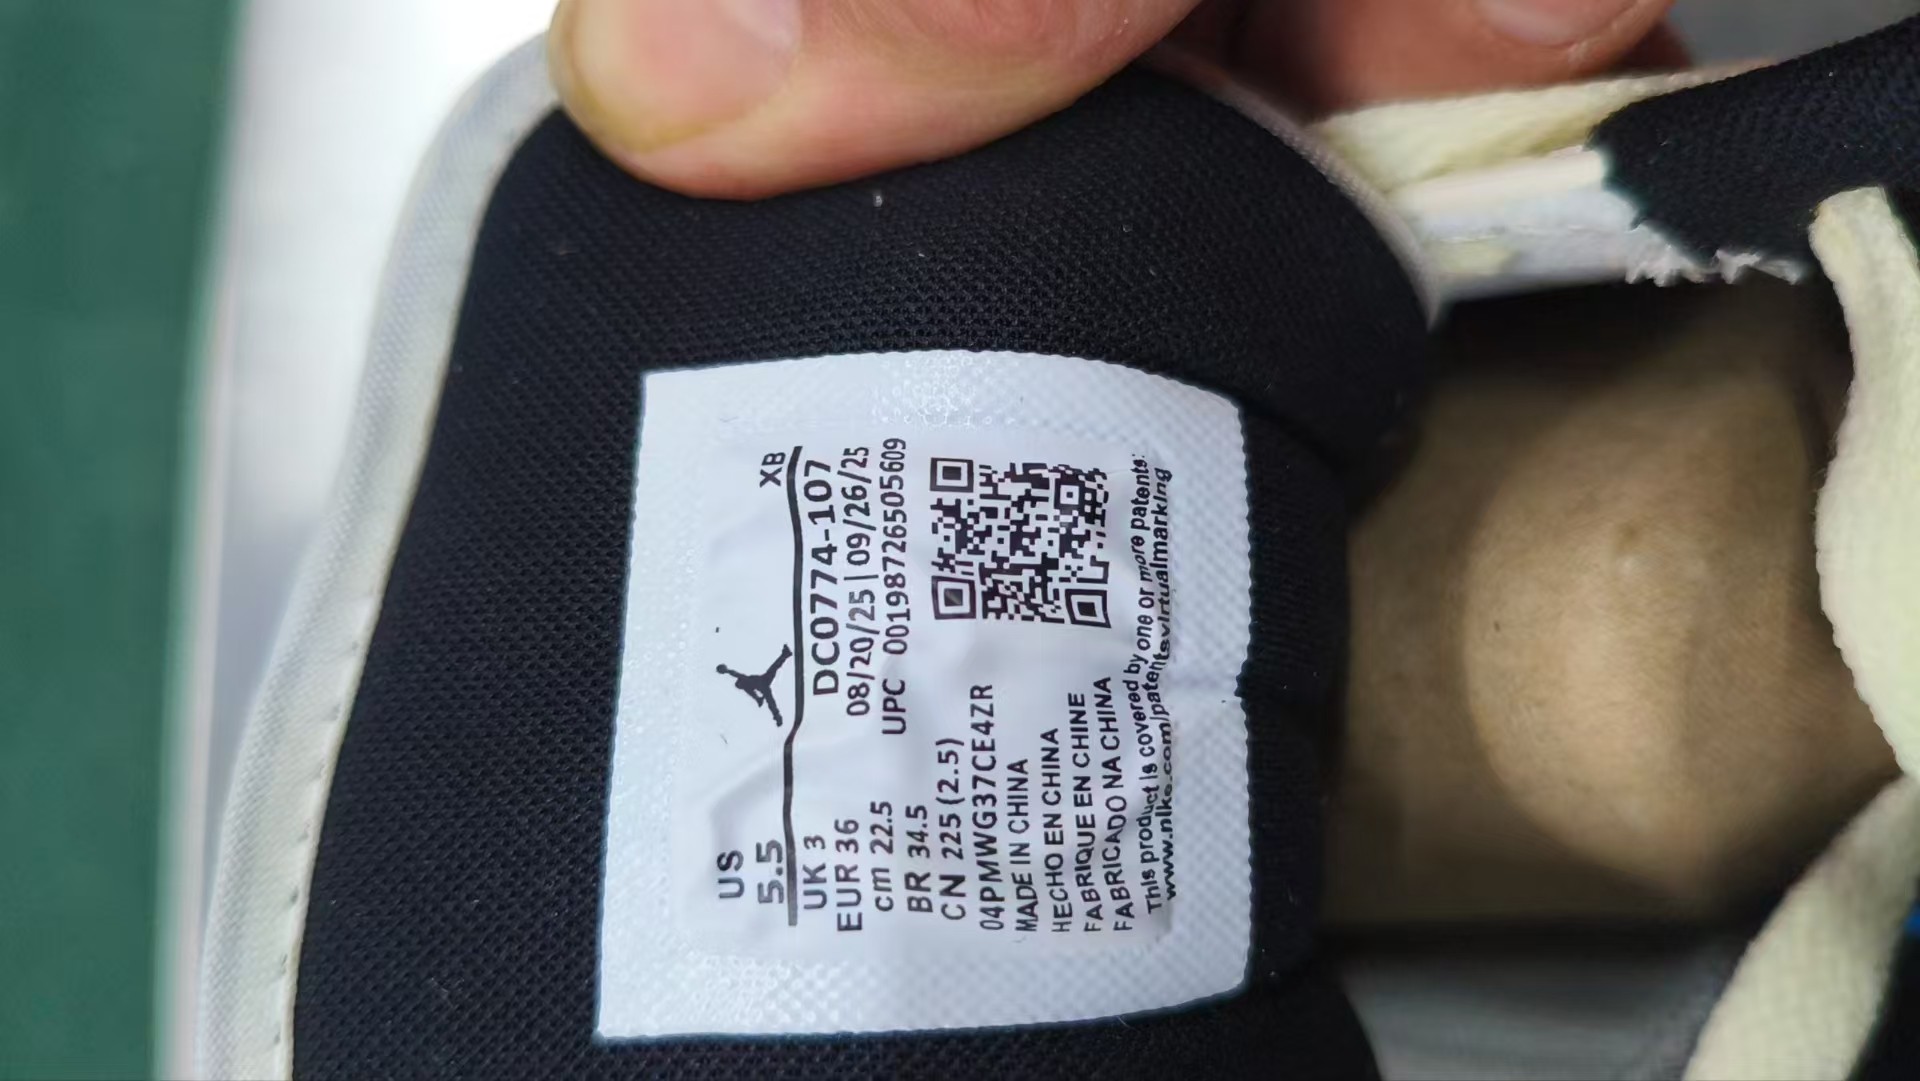 US
5.5
XB
UK 3
DC0774-107
EUR 36
08/20/25 | 09/26/25
cm 22.5
UPC 00198726505609
BR 34.5
CN 225 (2.5)
04PMWG37CE4ZR
MADE IN CHINA
HECHO EN CHINA
FABRIQUE EN CHINE
FABRICADO NA CHINA
This product is covered by one or more patents:
www.nike.com/patentsvirtualmarking